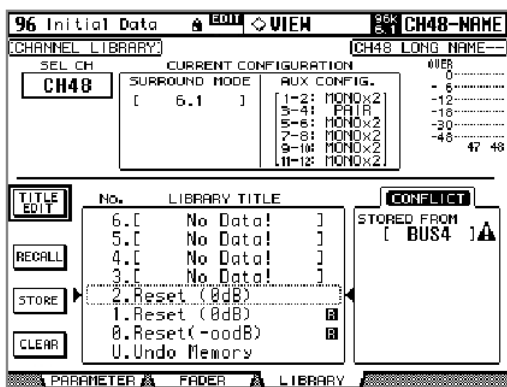 96 Initial Data EDIT VIEW 96K 6.1 CH48-NAME
[CHANNEL LIBRARY] [CH48 LONG NAME--]
SEL CH
CH48
CURRENT CONFIGURATION
SURROUND MODE
[ 6.1 ]
AUX CONFIG.
[1-2: MONO×2]
3-4: PAIR
5-6: MONO×2
7-8: MONO×2
9-10: MONO×2
[11-12: MONO×2]
OVER
0
- 6
-12
-18
-30
-48
47 48
TITLE EDIT
RECALL
STORE
CLEAR
No. LIBRARY TITLE
6.[ No Data! ]
5.[ No Data! ]
4.[ No Data! ]
3.[ No Data! ]
2.Reset (0dB)
1.Reset (0dB) R
0.Reset(-oodB) R
U.Undo Memory
CONFLICT
STORED FROM
[ BUS4 ]
PARAMETER FADER LIBRARY